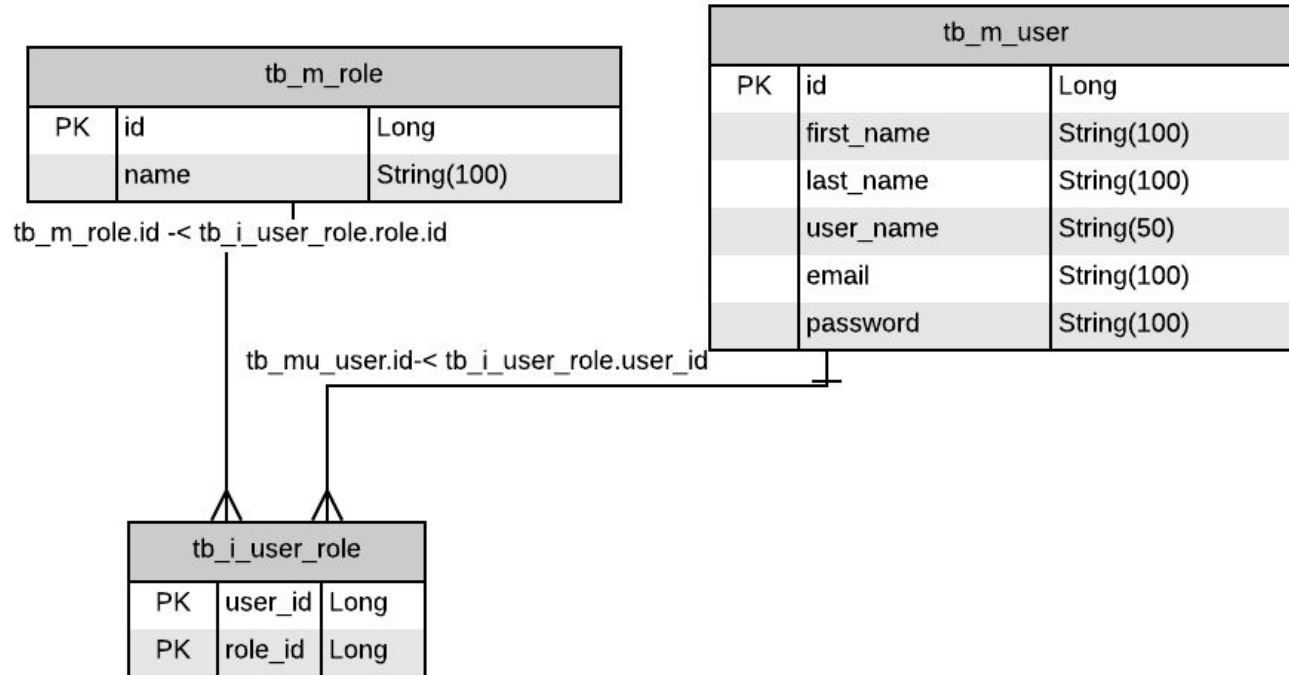 tb_m_role
PK id Long
name String(100)
tb_m_role.id -< tb_i_user_role.role.id
tb_m_user
PK id Long
first_name String(100)
last_name String(100)
user_name String(50)
email String(100)
password String(100)
tb_mu_user.id-< tb_i_user_role.user_id
tb_i_user_role
PK user_id Long
PK role_id Long